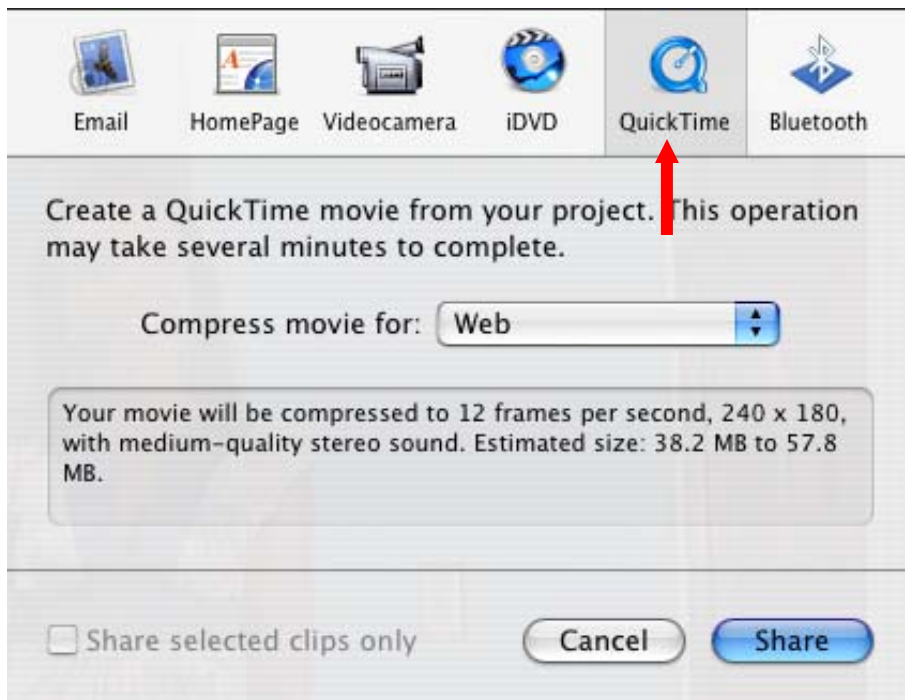 Email HomePage Videocamera iDVD QuickTime Bluetooth
Create a QuickTime movie from your project. This operation
may take several minutes to complete.
Compress movie for: Web
Your movie will be compressed to 12 frames per second, 240 x 180,
with medium-quality stereo sound. Estimated size: 38.2 MB to 57.8
MB.
Share selected clips only Cancel Share